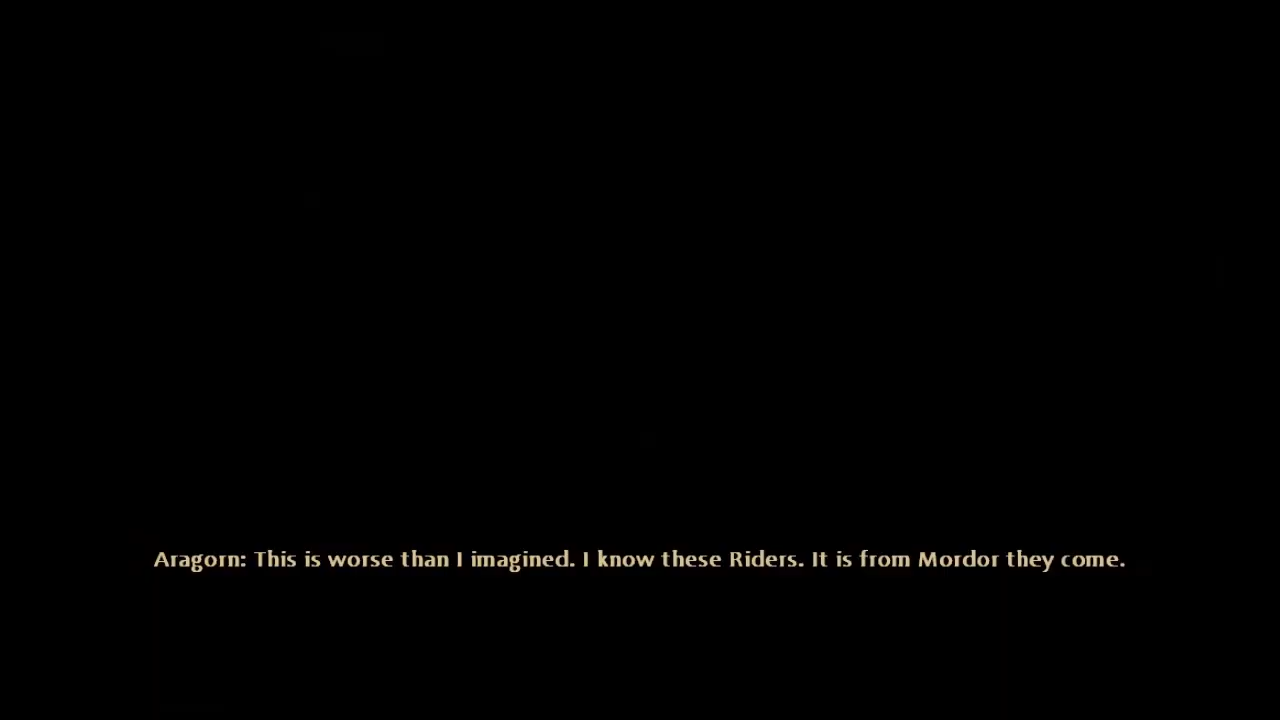 Aragorn: This is worse than I imagined. I know these Riders. It is from Mordor they come.